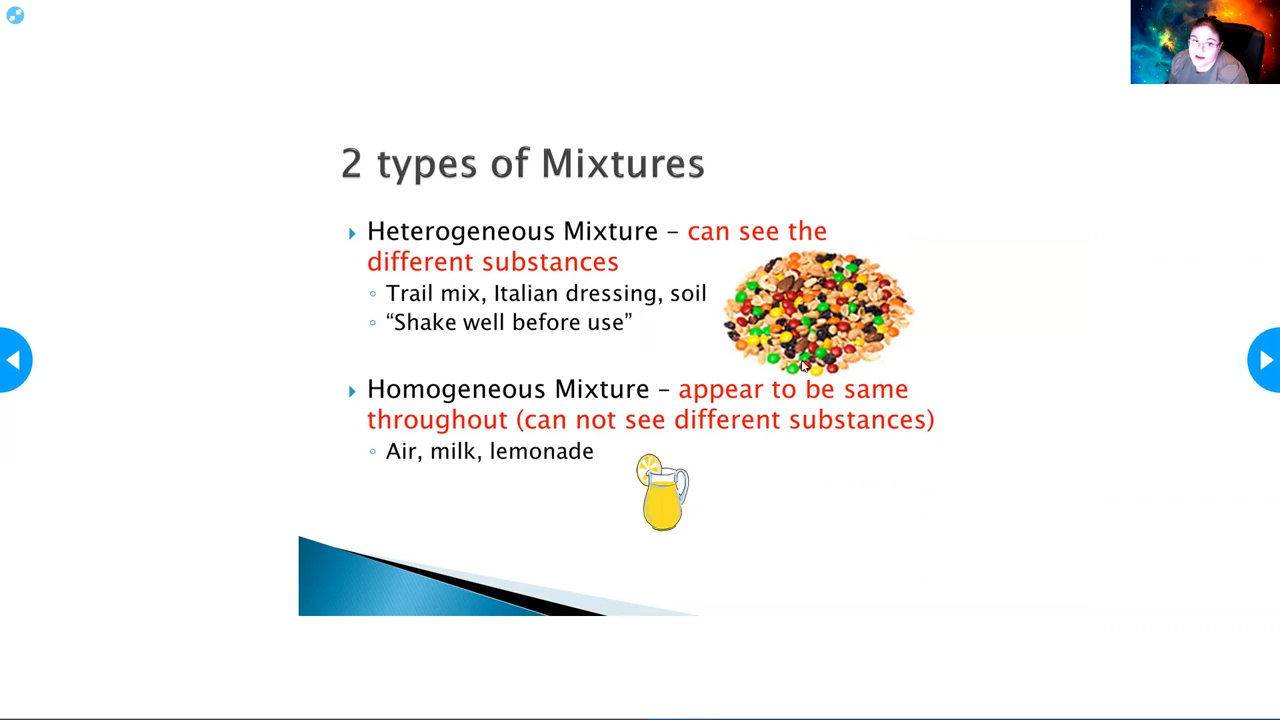 2 types of Mixtures
Heterogeneous Mixture – can see the
different substances
Trail mix, Italian dressing, soil
“Shake well before use”
Homogeneous Mixture – appear to be same
throughout (can not see different substances)
Air, milk, lemonade